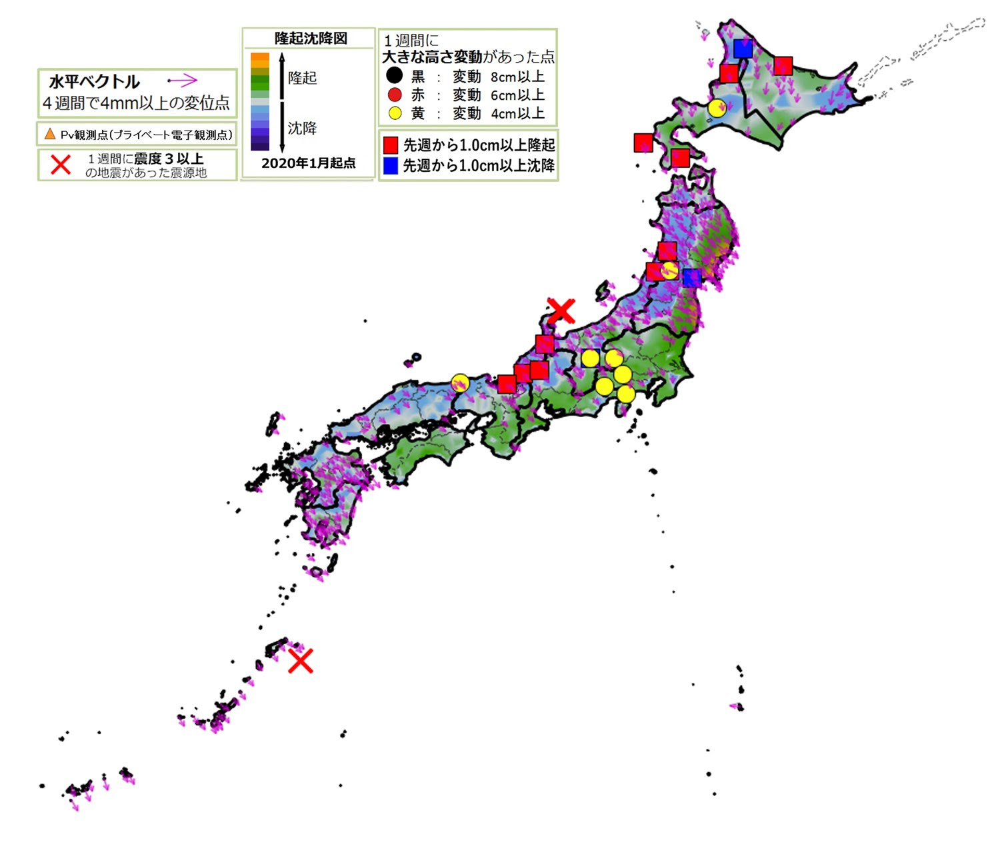 水平ベクトル
４週間で4mm以上の変位点
Pv観測点(プライベート電子観測点)
１週間に震度３以上
の地震があった震源地
隆起沈降図
隆起
沈降
2020年1月起点
１週間に
大きな高さ変動があった点
黒 ： 変動 8cm以上
赤 ： 変動 6cm以上
黄 ： 変動 4cm以上
先週から1.0cm以上隆起
先週から1.0cm以上沈降